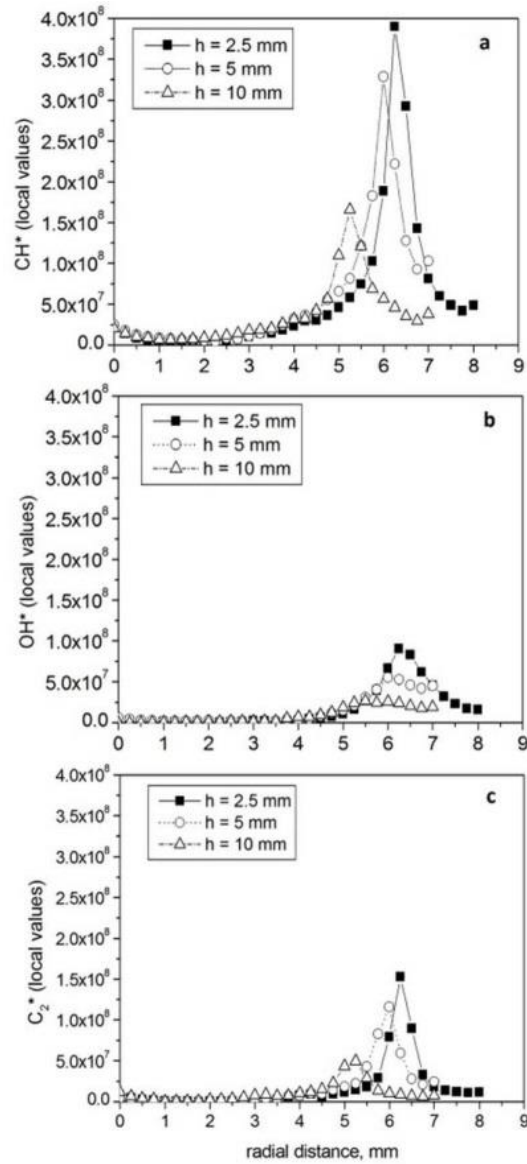 a
h = 2.5 mm
h = 5 mm
h = 10 mm
4.0x10⁸
3.5x10⁸
3.0x10⁸
2.5x10⁸
2.0x10⁸
1.5x10⁸
1.0x10⁸
5.0x10⁷
0.0
CH* (local values)
0 1 2 3 4 5 6 7 8 9
b
h = 2.5 mm
h = 5 mm
h = 10 mm
4.0x10⁸
3.5x10⁸
3.0x10⁸
2.5x10⁸
2.0x10⁸
1.5x10⁸
1.0x10⁸
5.0x10⁷
0.0
OH* (local values)
0 1 2 3 4 5 6 7 8 9
c
h = 2.5 mm
h = 5 mm
h = 10 mm
4.0x10⁸
3.5x10⁸
3.0x10⁸
2.5x10⁸
2.0x10⁸
1.5x10⁸
1.0x10⁸
5.0x10⁷
0.0
C₂* (local values)
0 1 2 3 4 5 6 7 8 9
radial distance, mm